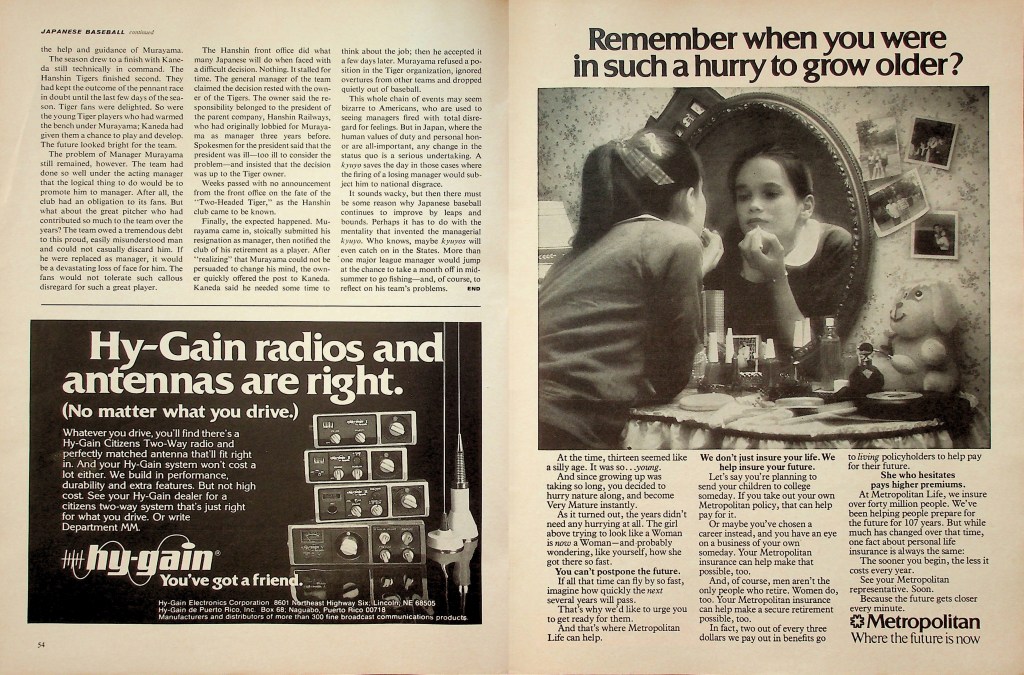 JAPANESE BASEBALL continued
the help and guidance of Murayama.
The season drew to a finish with Kane-
da still technically in command. The
Hanshin Tigers finished second. They
had kept the outcome of the pennant race
in doubt until the last few days of the sea-
son. Tiger fans were delighted. So were
the young Tiger players who had warmed
the bench under Murayama; Kaneda had
given them a chance to play and develop.
The future looked bright for the team.
The problem of Manager Murayama
still remained, however. The team had
done so well under the acting manager
that the logical thing to do would be to
promote him to manager. After all, the
club had an obligation to its fans. But
what about the great pitcher who had
contributed so much to the team over the
years? The team owed a tremendous debt
to this proud, easily misunderstood man
and could not casually discard him. If
he were replaced as manager, it would
be a devastating loss of face for him. The
fans would not tolerate such callous
disregard for such a great player.
The Hanshin front office did what
many Japanese will do when faced with
a difficult decision. Nothing. It stalled for
time. The general manager of the team
claimed the decision rested with the own-
er of the Tigers. The owner said the re-
sponsibility belonged to the president of
the parent company, Hanshin Railways,
who had originally lobbied for Muraya-
ma as manager three years before.
Spokesmen for the president said that the
president was ill—too ill to consider the
problem—and insisted that the decision
was up to the Tiger owner.
Weeks passed with no announcement
from the front office on the fate of the
"Two-Headed Tiger," as the Hanshin
club came to be known.
Finally, the expected happened. Mu-
rayama came in, stoically submitted his
resignation as manager, then notified the
club of his retirement as a player. After
"realizing" that Murayama could not be
persuaded to change his mind, the own-
er quickly offered the post to Kaneda.
Kaneda said he needed some time to
think about the job; then he accepted it
a few days later. Murayama refused a po-
sition in the Tiger organization, ignored
overtures from other teams and dropped
quietly out of baseball.
This whole chain of events may seem
bizarre to Americans, who are used to
seeing managers fired with total disre-
gard for feelings. But in Japan, where the
human values of duty and personal hon-
or are all-important, any change in the
status quo is a serious undertaking. A
kyuyo saves the day in those cases where
the firing of a losing manager would sub-
ject him to national disgrace.
It sounds wacky, but then there must
be some reason why Japanese baseball
continues to improve by leaps and
bounds. Perhaps it has to do with the
mentality that invented the managerial
kyuyo. Who knows, maybe kyuyos will
even catch on in the States. More than
one major league manager would jump
at the chance to take a month off in mid-
summer to go fishing—and, of course, to
reflect on his team's problems. END
Hy-Gain radios and
antennas are right.
(No matter what you drive.)
Whatever you drive, you'll find there's a
Hy-Gain Citizens Two-Way radio and
perfectly matched antenna that'll fit right
in. And your Hy-Gain system won't cost a
lot either. We build in performance,
durability and extra features. But not high
cost. See your Hy-Gain dealer for a
citizens two-way system that's just right
for what you drive. Or write
Department MM.
hy-gain®
You've got a friend.
Hy-Gain Electronics Corporation 8601 Northeast Highway Six, Lincoln, NE 68505
Hy-Gain de Puerto Rico, Inc. Box 68, Naguabo, Puerto Rico 00718
Manufacturers and distributors of more than 300 fine broadcast communications products.
54
Remember when you were
in such a hurry to grow older?
At the time, thirteen seemed like
a silly age. It was so...young.
And since growing up was
taking so long, you decided to
hurry nature along, and become
Very Mature instantly.
As it turned out, the years didn't
need any hurrying at all. The girl
above trying to look like a Woman
is now a Woman—and probably
wondering, like yourself, how she
got there so fast.
You can't postpone the future.
If all that time can fly by so fast,
imagine how quickly the next
several years will pass.
That's why we'd like to urge you
to get ready for them.
And that's where Metropolitan
Life can help.
We don't just insure your life. We
help insure your future.
Let's say you're planning to
send your children to college
someday. If you take out your own
Metropolitan policy, that can help
pay for it.
Or maybe you've chosen a
career instead, and you have an eye
on a business of your own
someday. Your Metropolitan
insurance can help make that
possible, too.
And, of course, men aren't the
only people who retire. Women do,
too. Your Metropolitan insurance
can help make a secure retirement
possible, too.
In fact, two out of every three
dollars we pay out in benefits go
to living policyholders to help pay
for their future.
She who hesitates
pays higher premiums.
At Metropolitan Life, we insure
over forty million people. We've
been helping people prepare for
the future for 107 years. But while
much has changed over that time,
one fact about personal life
insurance is always the same:
The sooner you begin, the less it
costs every year.
See your Metropolitan
representative. Soon.
Because the future gets closer
every minute.
Metropolitan
Where the future is now